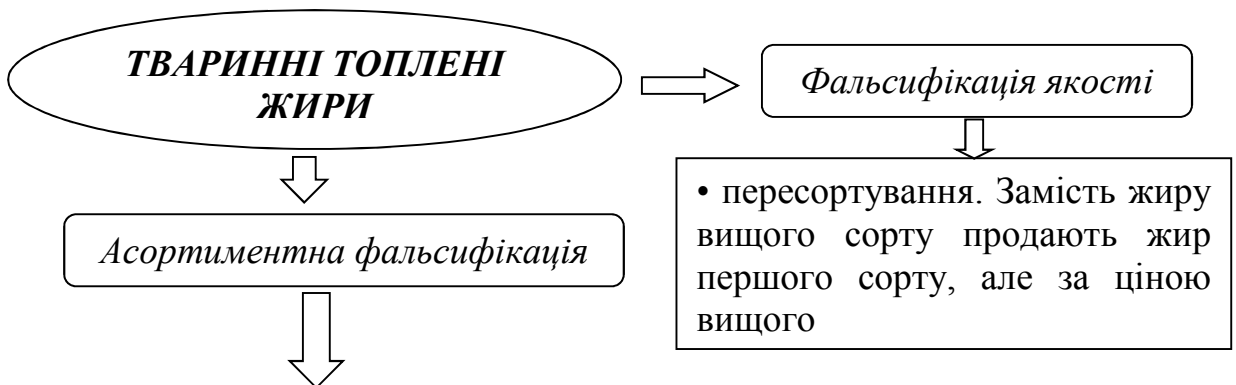 ТВАРИННІ ТОПЛЕНІ
ЖИРИ
Фальсифікація якості
• пересортування. Замість жиру
вищого сорту продають жир
першого сорту, але за ціною
вищого
Асортиментна фальсифікація